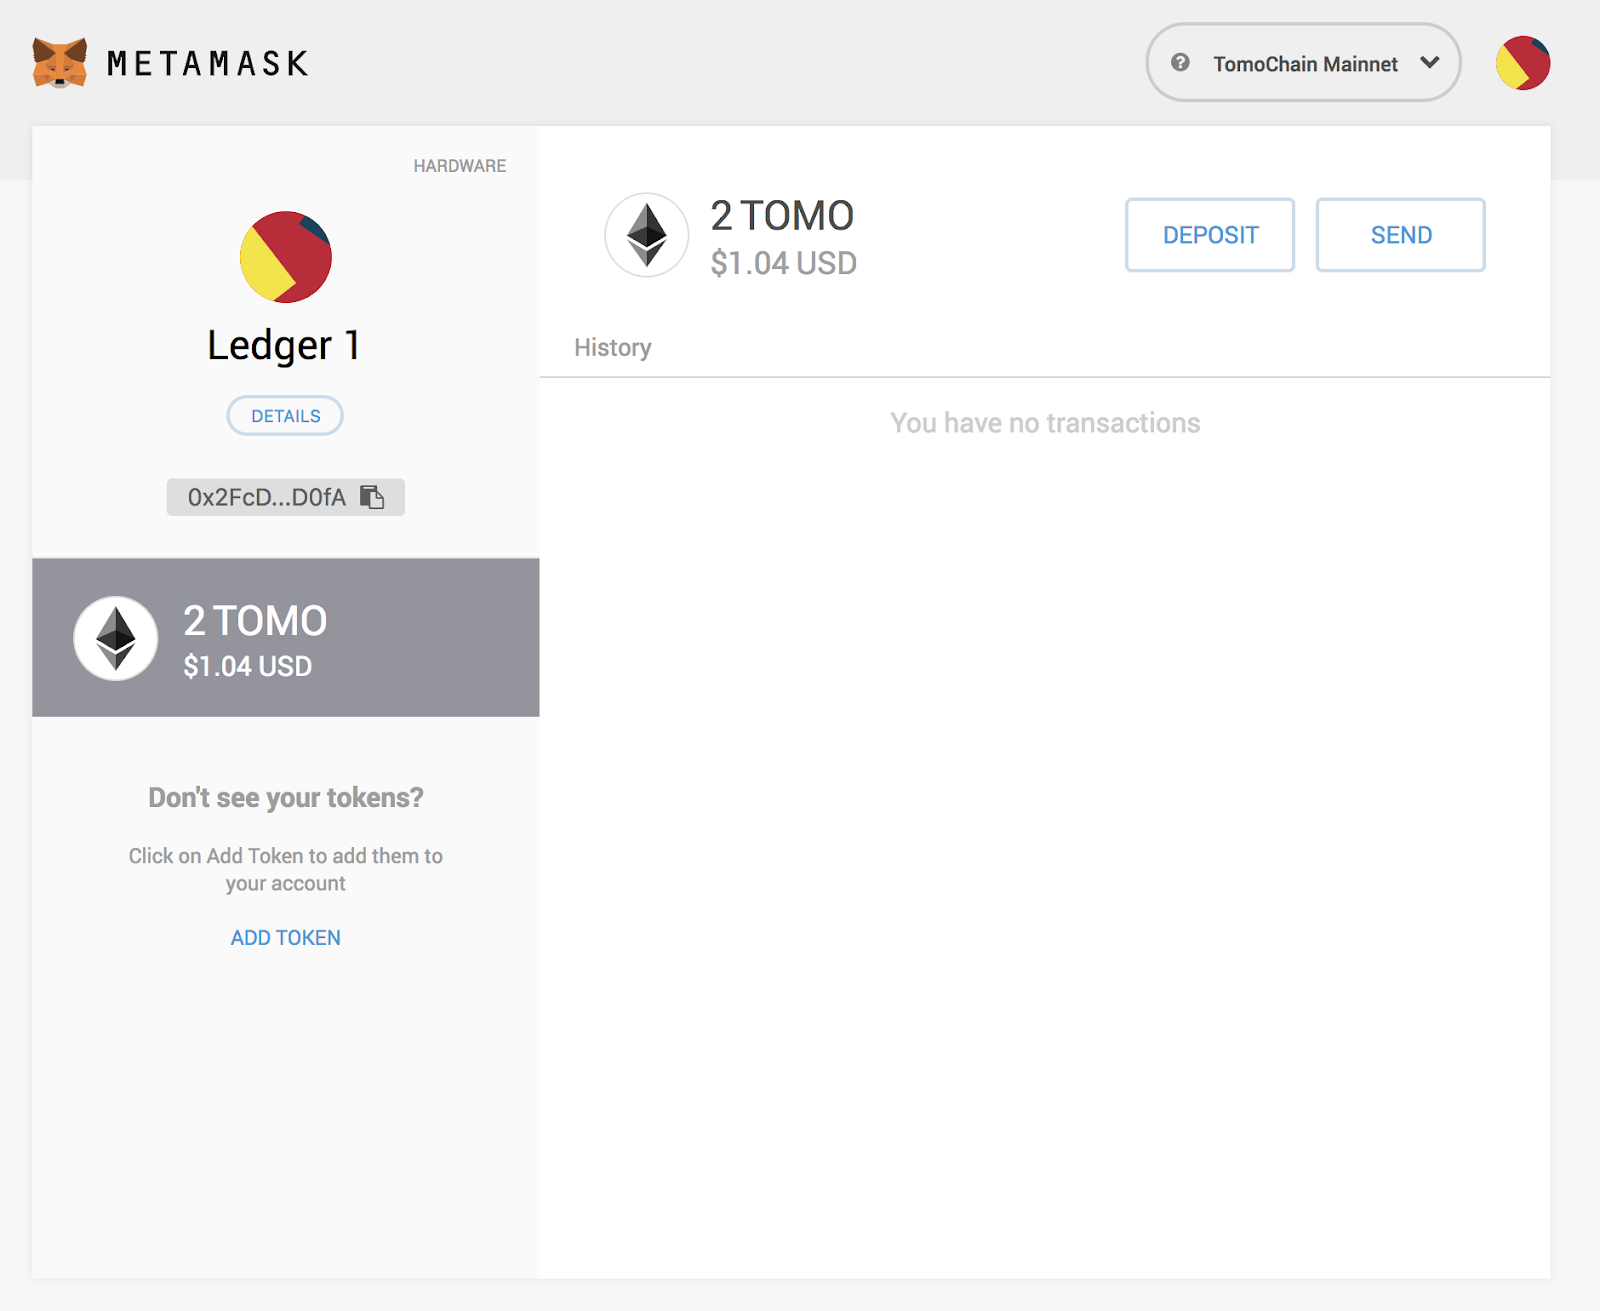 METAMASK
TomoChain Mainnet
HARDWARE
Ledger 1
DETAILS
0x2FcD...D0fA
2 TOMO
$1.04 USD
Don't see your tokens?
Click on Add Token to add them to
your account
ADD TOKEN
2 TOMO
$1.04 USD
DEPOSIT
SEND
History
You have no transactions